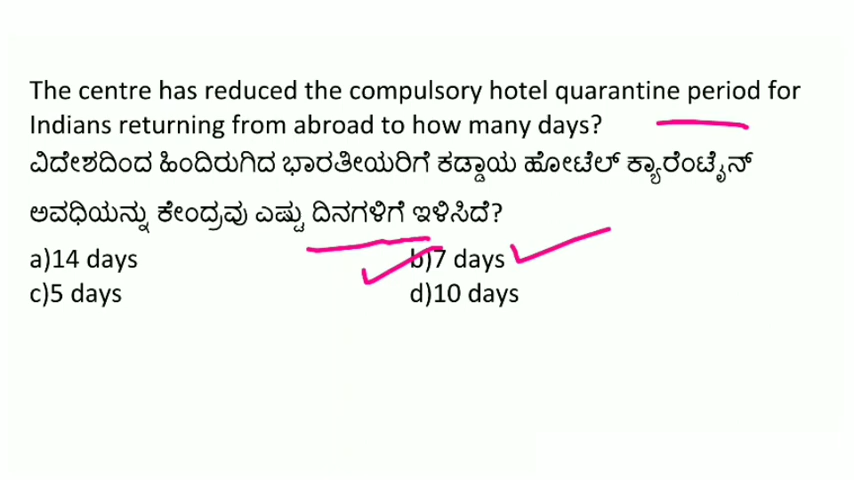 The centre has reduced the compulsory hotel quarantine period for
Indians returning from abroad to how many days?
ವಿದೇಶದಿಂದ ಹಿಂದಿರುಗಿದ ಭಾರತೀಯರಿಗೆ ಕಡ್ಡಾಯ ಹೋಟೆಲ್ ಕ್ಯಾರೆಂಟೈನ್
ಅವಧಿಯನ್ನು ಕೇಂದ್ರವು ಎಷ್ಟು ದಿನಗಳಿಗೆ ಇಳಿಸಿದೆ?
a)14 days b)7 days
c)5 days d)10 days